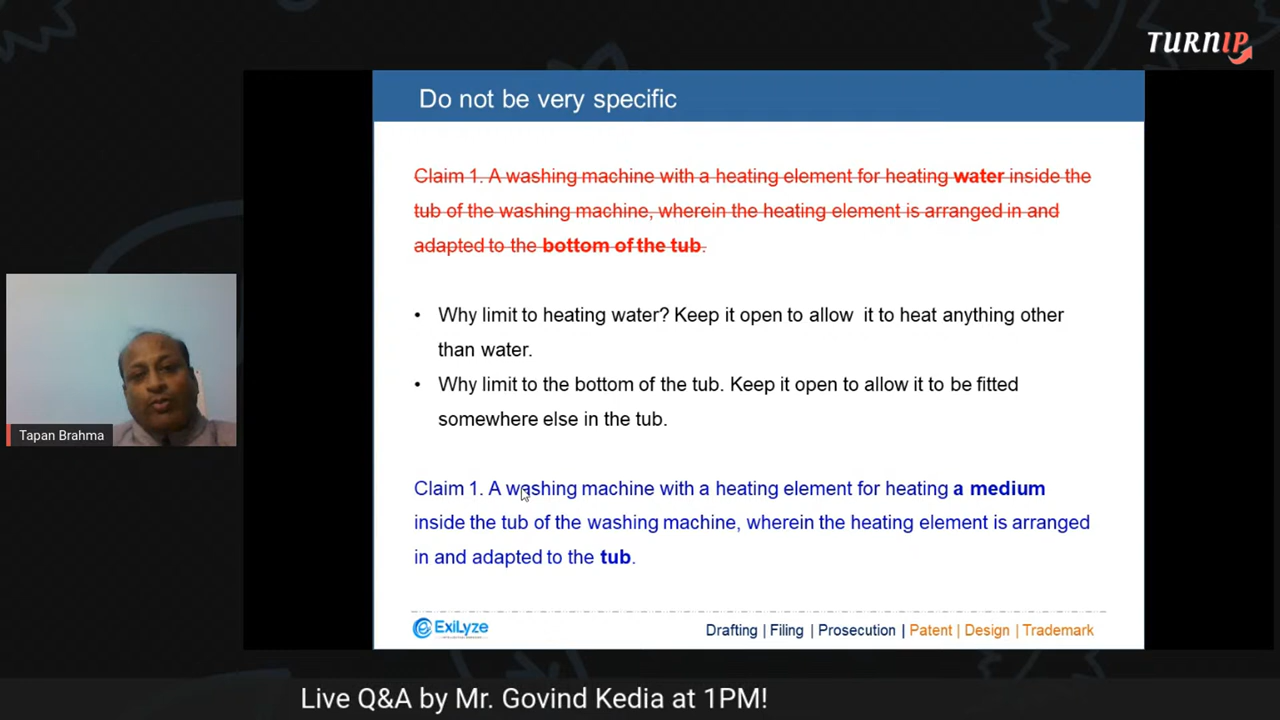 TURNIP
Do not be very specific
Claim 1. A washing machine with a heating element for heating water inside the
tub of the washing machine, wherein the heating element is arranged in and
adapted to the bottom of the tub.
• Why limit to heating water? Keep it open to allow it to heat anything other
than water.
• Why limit to the bottom of the tub. Keep it open to allow it to be fitted
somewhere else in the tub.
Tapan Brahma
Claim 1. A washing machine with a heating element for heating a medium
inside the tub of the washing machine, wherein the heating element is arranged
in and adapted to the tub.
ExiLyze
Drafting | Filing | Prosecution | Patent | Design | Trademark
Live Q&A by Mr. Govind Kedia at 1PM!